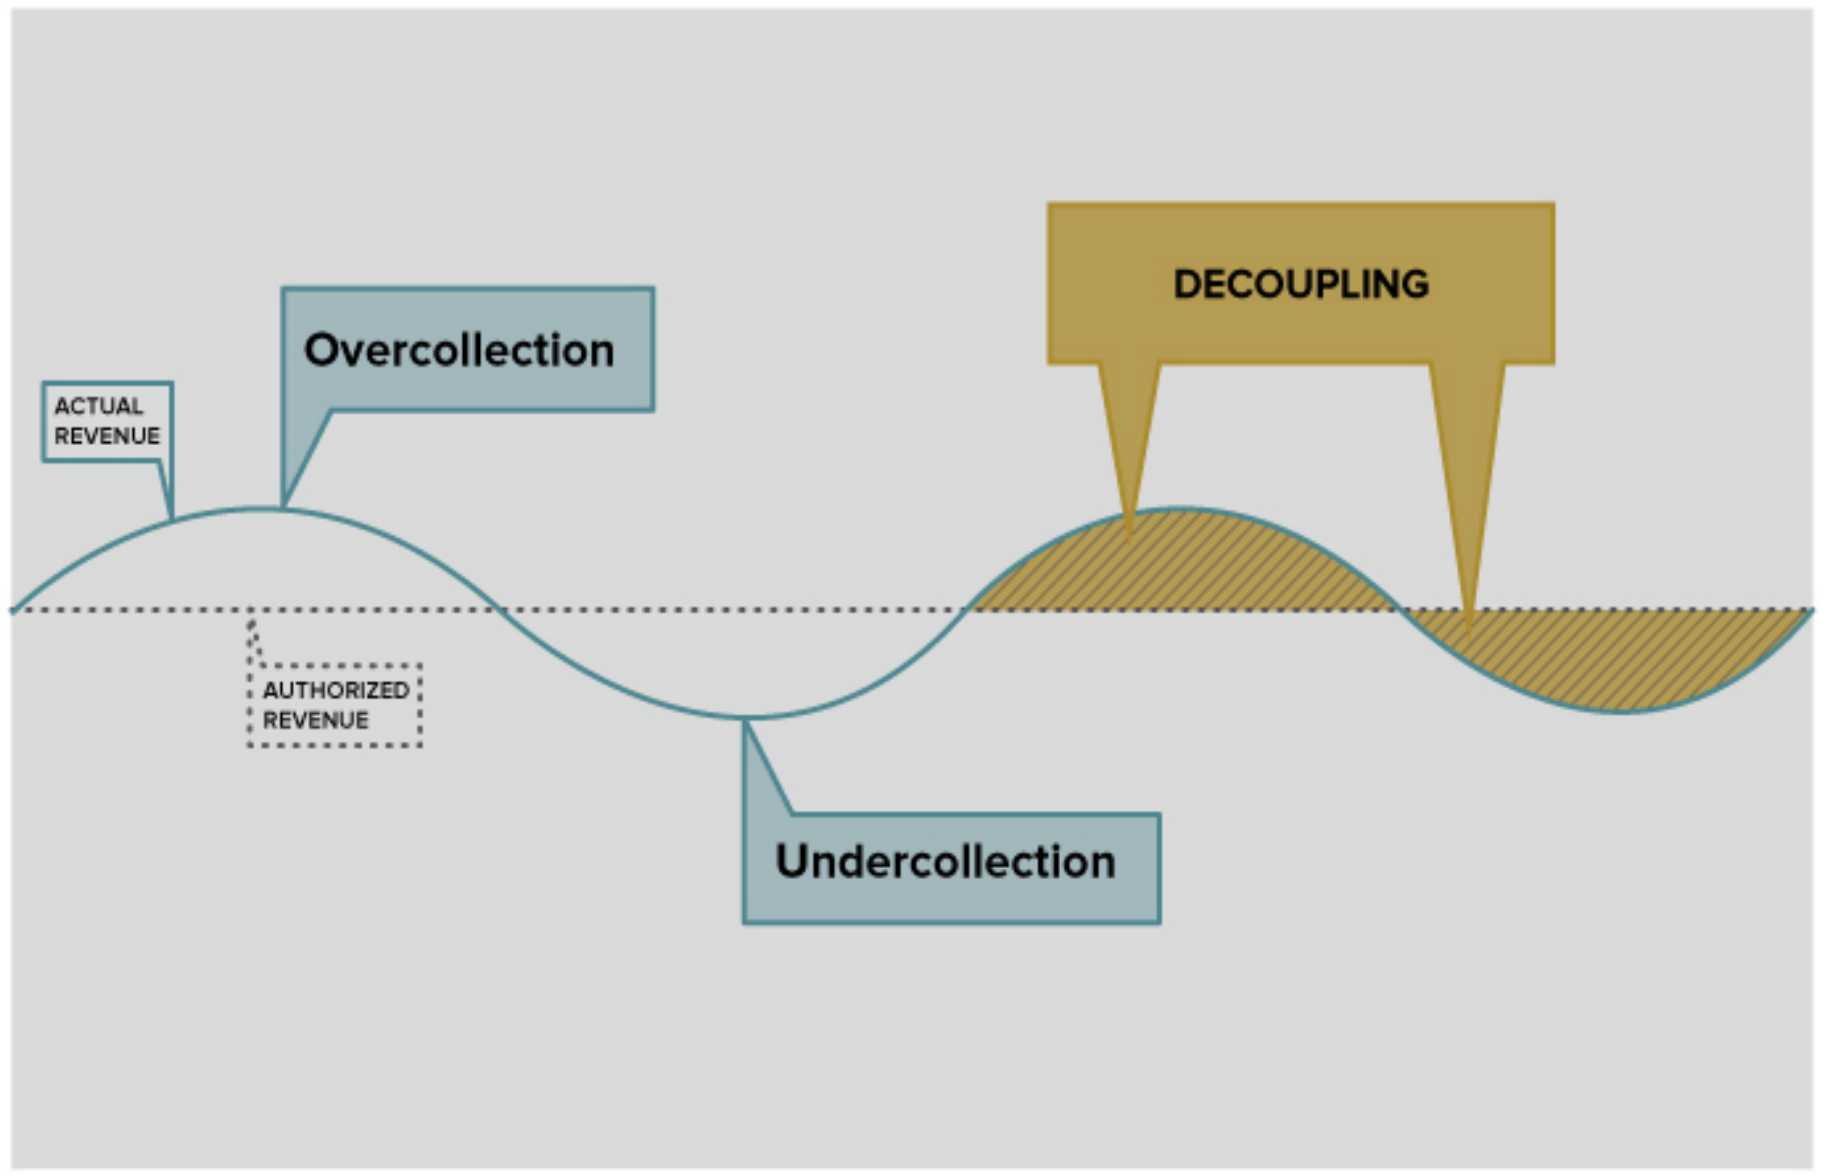 DECOUPLING
Overcollection
ACTUAL
REVENUE
AUTHORIZED
REVENUE
Undercollection